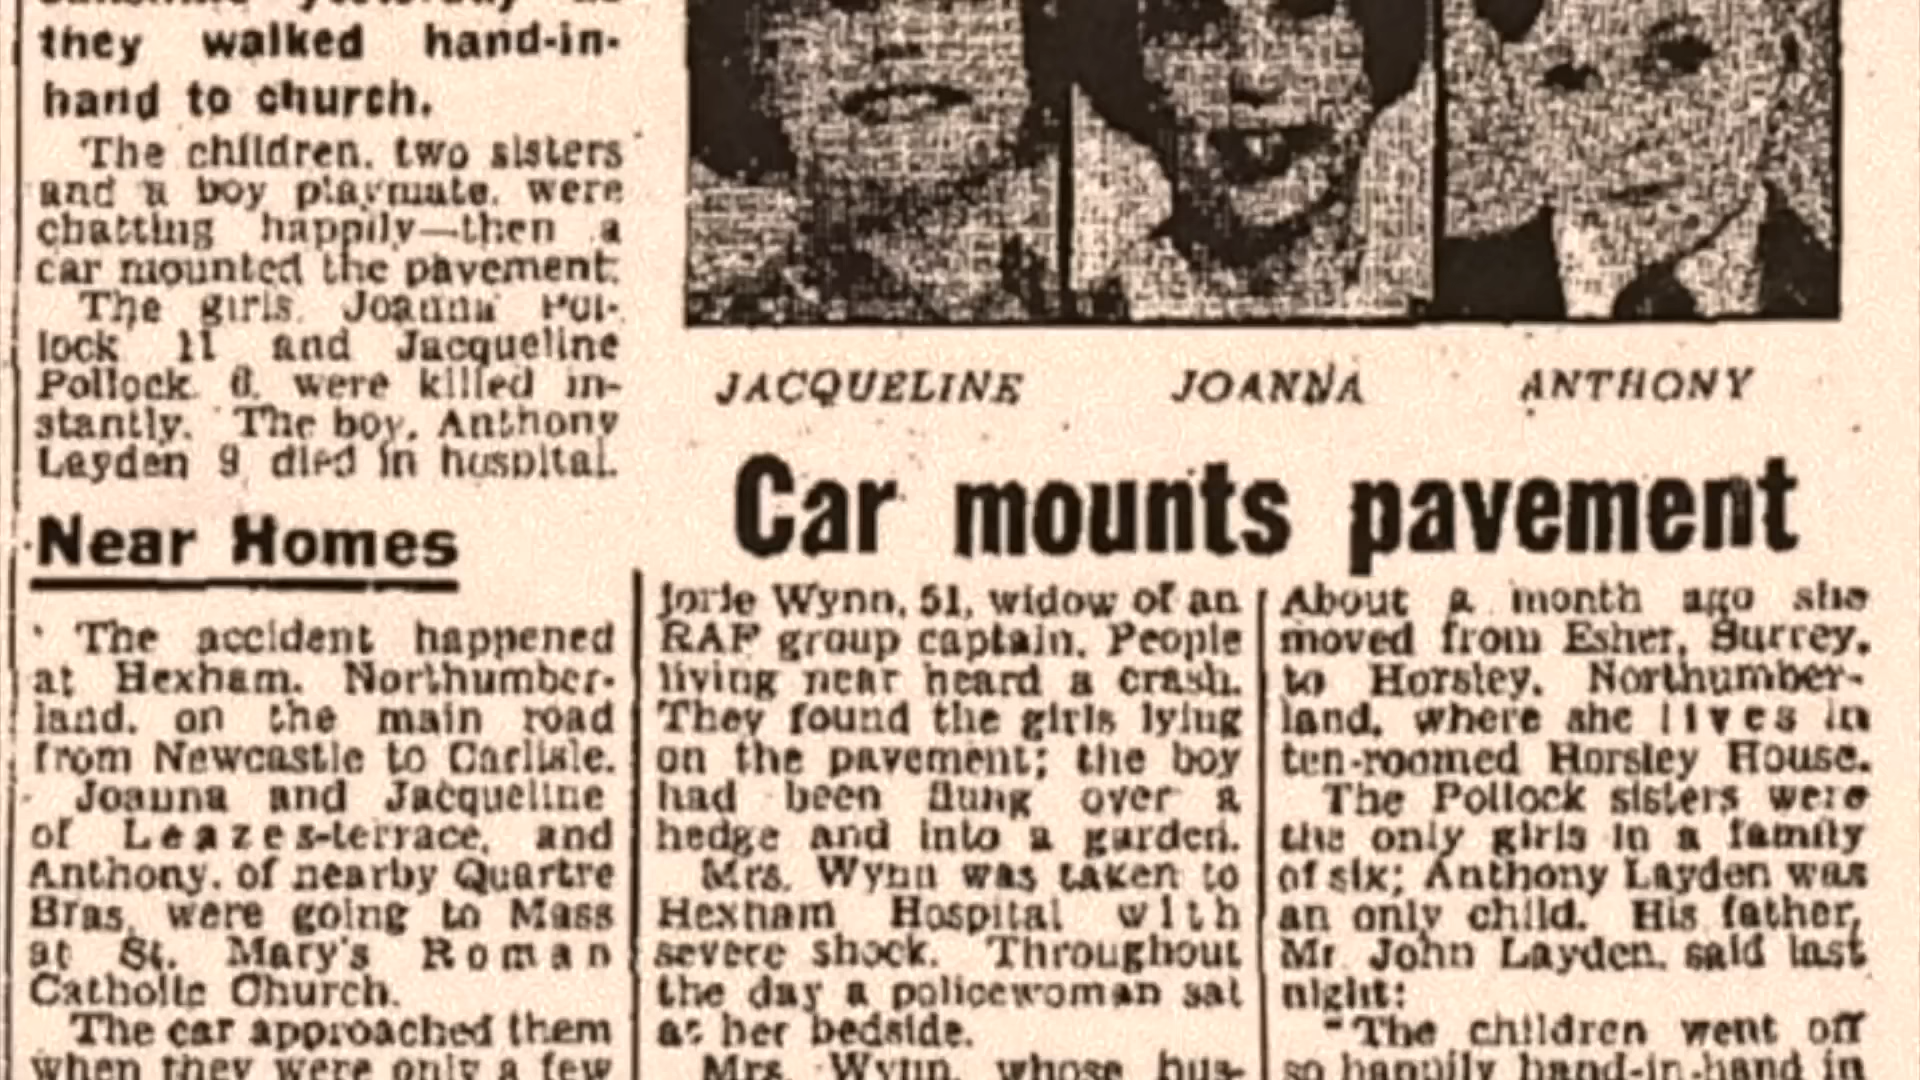 they walked hand-in-
hand to church.
The children, two sisters
and a boy playmate, were
chatting happily—then a
car mounted the pavement.
The girls, Joanna Pol-
lock 11 and Jacqueline
Pollock, 6, were killed in-
stantly. The boy, Anthony
Layden 9 died in hospital.
Near Homes
The accident happened
at Hexham, Northumber-
land, on the main road
from Newcastle to Carlisle.
Joanna and Jacqueline
of Leazes-terrace, and
Anthony, of nearby Quartre
Bras, were going to Mass
at St. Mary's Roman
Catholic Church.
The car approached them
when they were only a few
JACQUELINE JOANNA ANTHONY
Car mounts pavement
jorie Wynn, 51, widow of an
RAF group captain. People
living near heard a crash.
They found the girls lying
on the pavement; the boy
had been flung over a
hedge and into a garden.
Mrs. Wynn was taken to
Hexham Hospital with
severe shock. Throughout
the day a policewoman sat
at her bedside.
Mrs. Wynn, whose hus-
About a month ago she
moved from Esher, Surrey,
to Horsley, Northumber-
land, where she lives in
ten-roomed Horsley House.
The Pollock sisters were
the only girls in a family
of six; Anthony Layden was
an only child. His father,
Mr John Layden, said last
night:
"The children went off
so happily hand-in-hand in